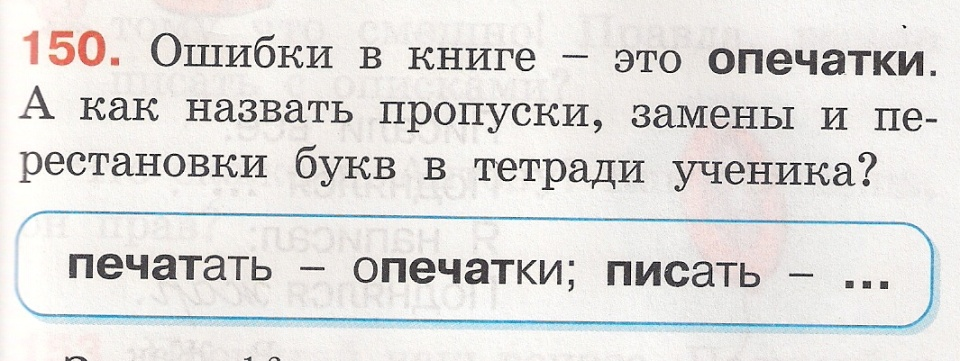 150. Ошибки в книге – это опечатки.
А как назвать пропуски, замены и пе-
рестановки букв в тетради ученика?
печатать – опечатки; писать – ...